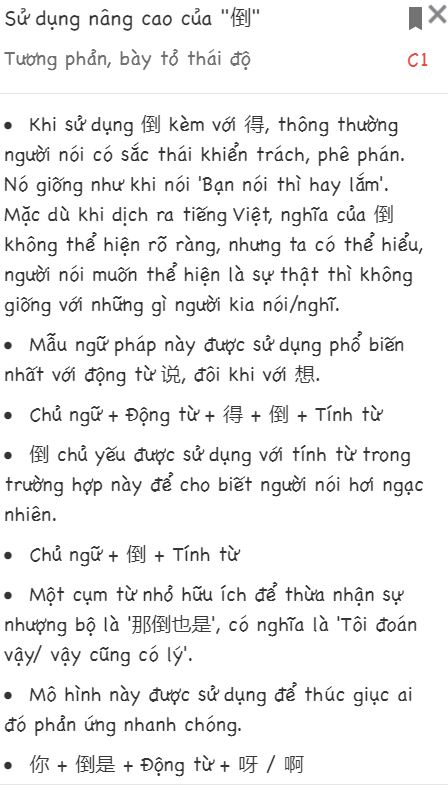 Sử dụng nâng cao của "倒"
Tương phản, bày tỏ thái độ
C1
• Khi sử dụng 倒 kèm với 得, thông thường
người nói có sắc thái khiển trách, phê phán.
Nó giống như khi nói 'Bạn nói thì hay lắm'.
Mặc dù khi dịch ra tiếng Việt, nghĩa của 倒
không thể hiện rõ ràng, nhưng ta có thể hiểu,
người nói muốn thể hiện là sự thật thì không
giống với những gì người kia nói/nghĩ.
• Mẫu ngữ pháp này được sử dụng phổ biến
nhất với động từ 说, đôi khi với 想.
• Chủ ngữ + Động từ + 得 + 倒 + Tính từ
• 倒 chủ yếu được sử dụng với tính từ trong
trường hợp này để cho biết người nói hơi ngạc
nhiên.
• Chủ ngữ + 倒 + Tính từ
• Một cụm từ nhỏ hữu ích để thừa nhận sự
nhượng bộ là '那倒也是', có nghĩa là 'Tôi đoán
vậy/ vậy cũng có lý'.
• Mô hình này được sử dụng để thúc giục ai
đó phản ứng nhanh chóng.
• 你 + 倒是 + Động từ + 呀 / 啊